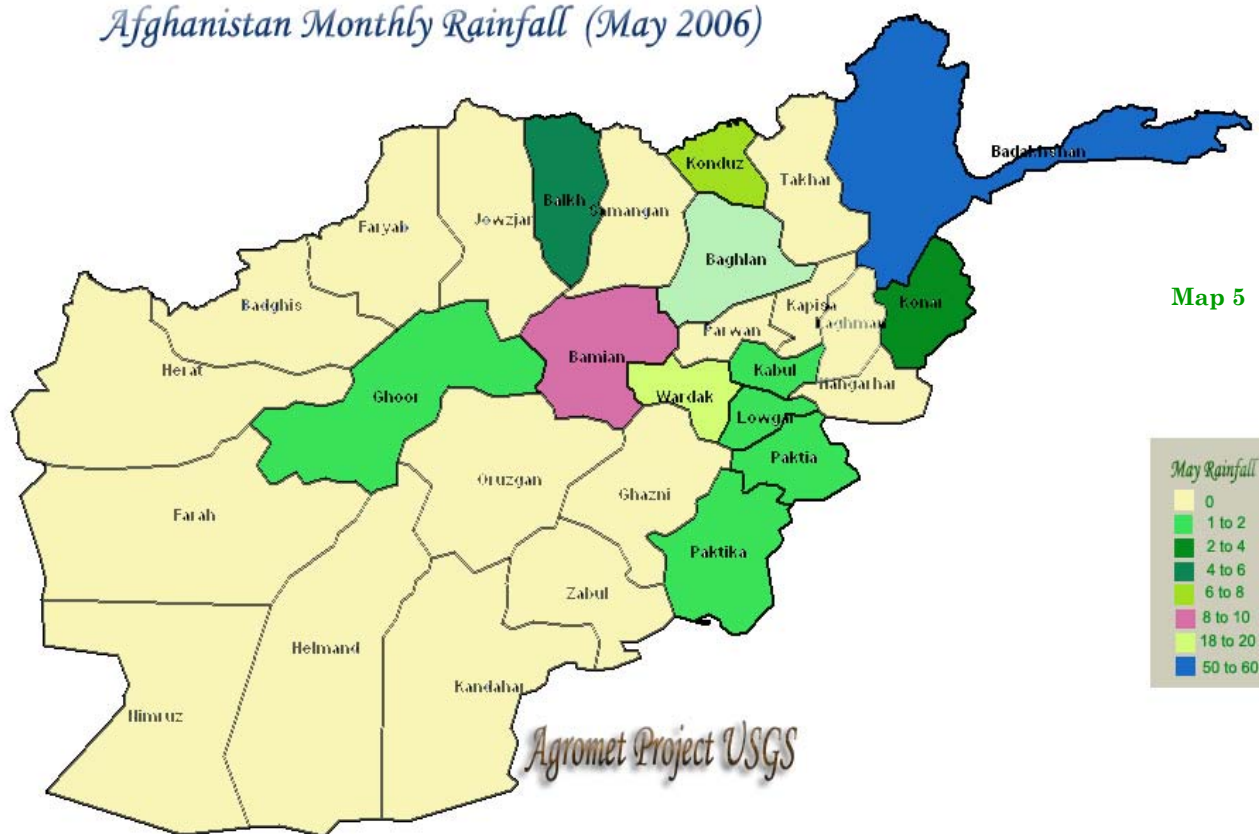 Afghanistan Monthly Rainfall (May 2006)
Badakhshan
Konduz
Takhar
Balkh
Samangan
Jowzjan
Faryab
Baghlan
Badghis
Kapisa
Konar
Map 5
Laghman
Parwan
Herat
Bamian
Kabul
Nangarhar
Ghoor
Wardak
Lowgar
Paktia
Oruzgan
Ghazni
Farah
Paktika
Zabul
Helmand
Kandahar
Nimruz
Agromet Project USGS
May Rainfall
0
1 to 2
2 to 4
4 to 6
6 to 8
8 to 10
18 to 20
50 to 60